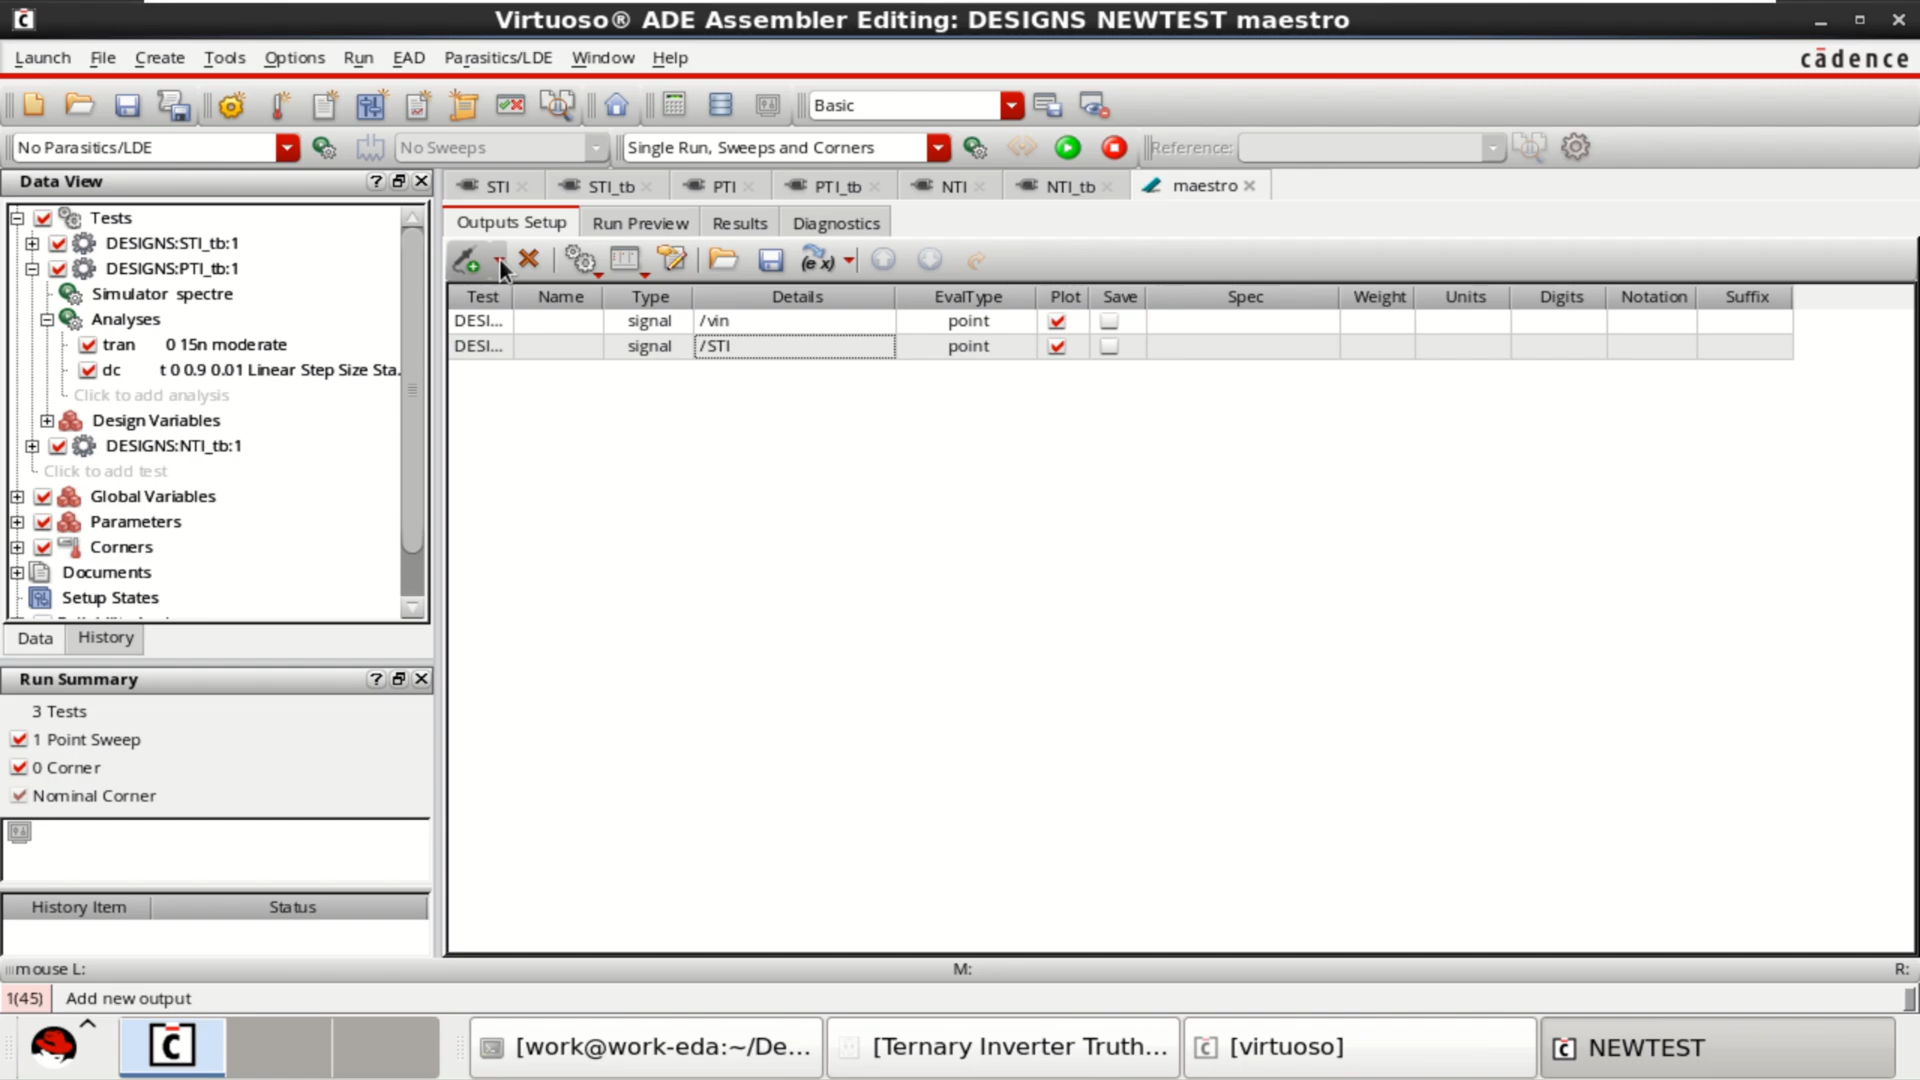 Virtuoso® ADE Assembler Editing: DESIGNS NEWTEST maestro
Launch File Create Tools Options Run EAD Parasitics/LDE Window Help
cādence
Basic
No Parasitics/LDE
No Sweeps
Single Run, Sweeps and Corners
Reference:
Data View
STI
STI_tb
PTI
PTI_tb
NTI
NTI_tb
maestro
Outputs Setup
Run Preview
Results
Diagnostics
Tests
DESIGNS:STI_tb:1
DESIGNS:PTI_tb:1
Simulator spectre
Analyses
tran 0 15n moderate
dc t 0 0.9 0.01 Linear Step Size Sta.
Click to add analysis
Design Variables
DESIGNS:NTI_tb:1
Click to add test
Global Variables
Parameters
Corners
Documents
Setup States
Data
History
(e x)
Test Name Type Details EvalType Plot Save Spec Weight Units Digits Notation Suffix
DESI... signal /vin point
DESI... signal /STI point
Run Summary
3 Tests
1 Point Sweep
0 Corner
Nominal Corner
History Item Status
mouse L: M: R:
1(45) Add new output
[work@work-eda:~/De...
[Ternary Inverter Truth...
[virtuoso]
NEWTEST